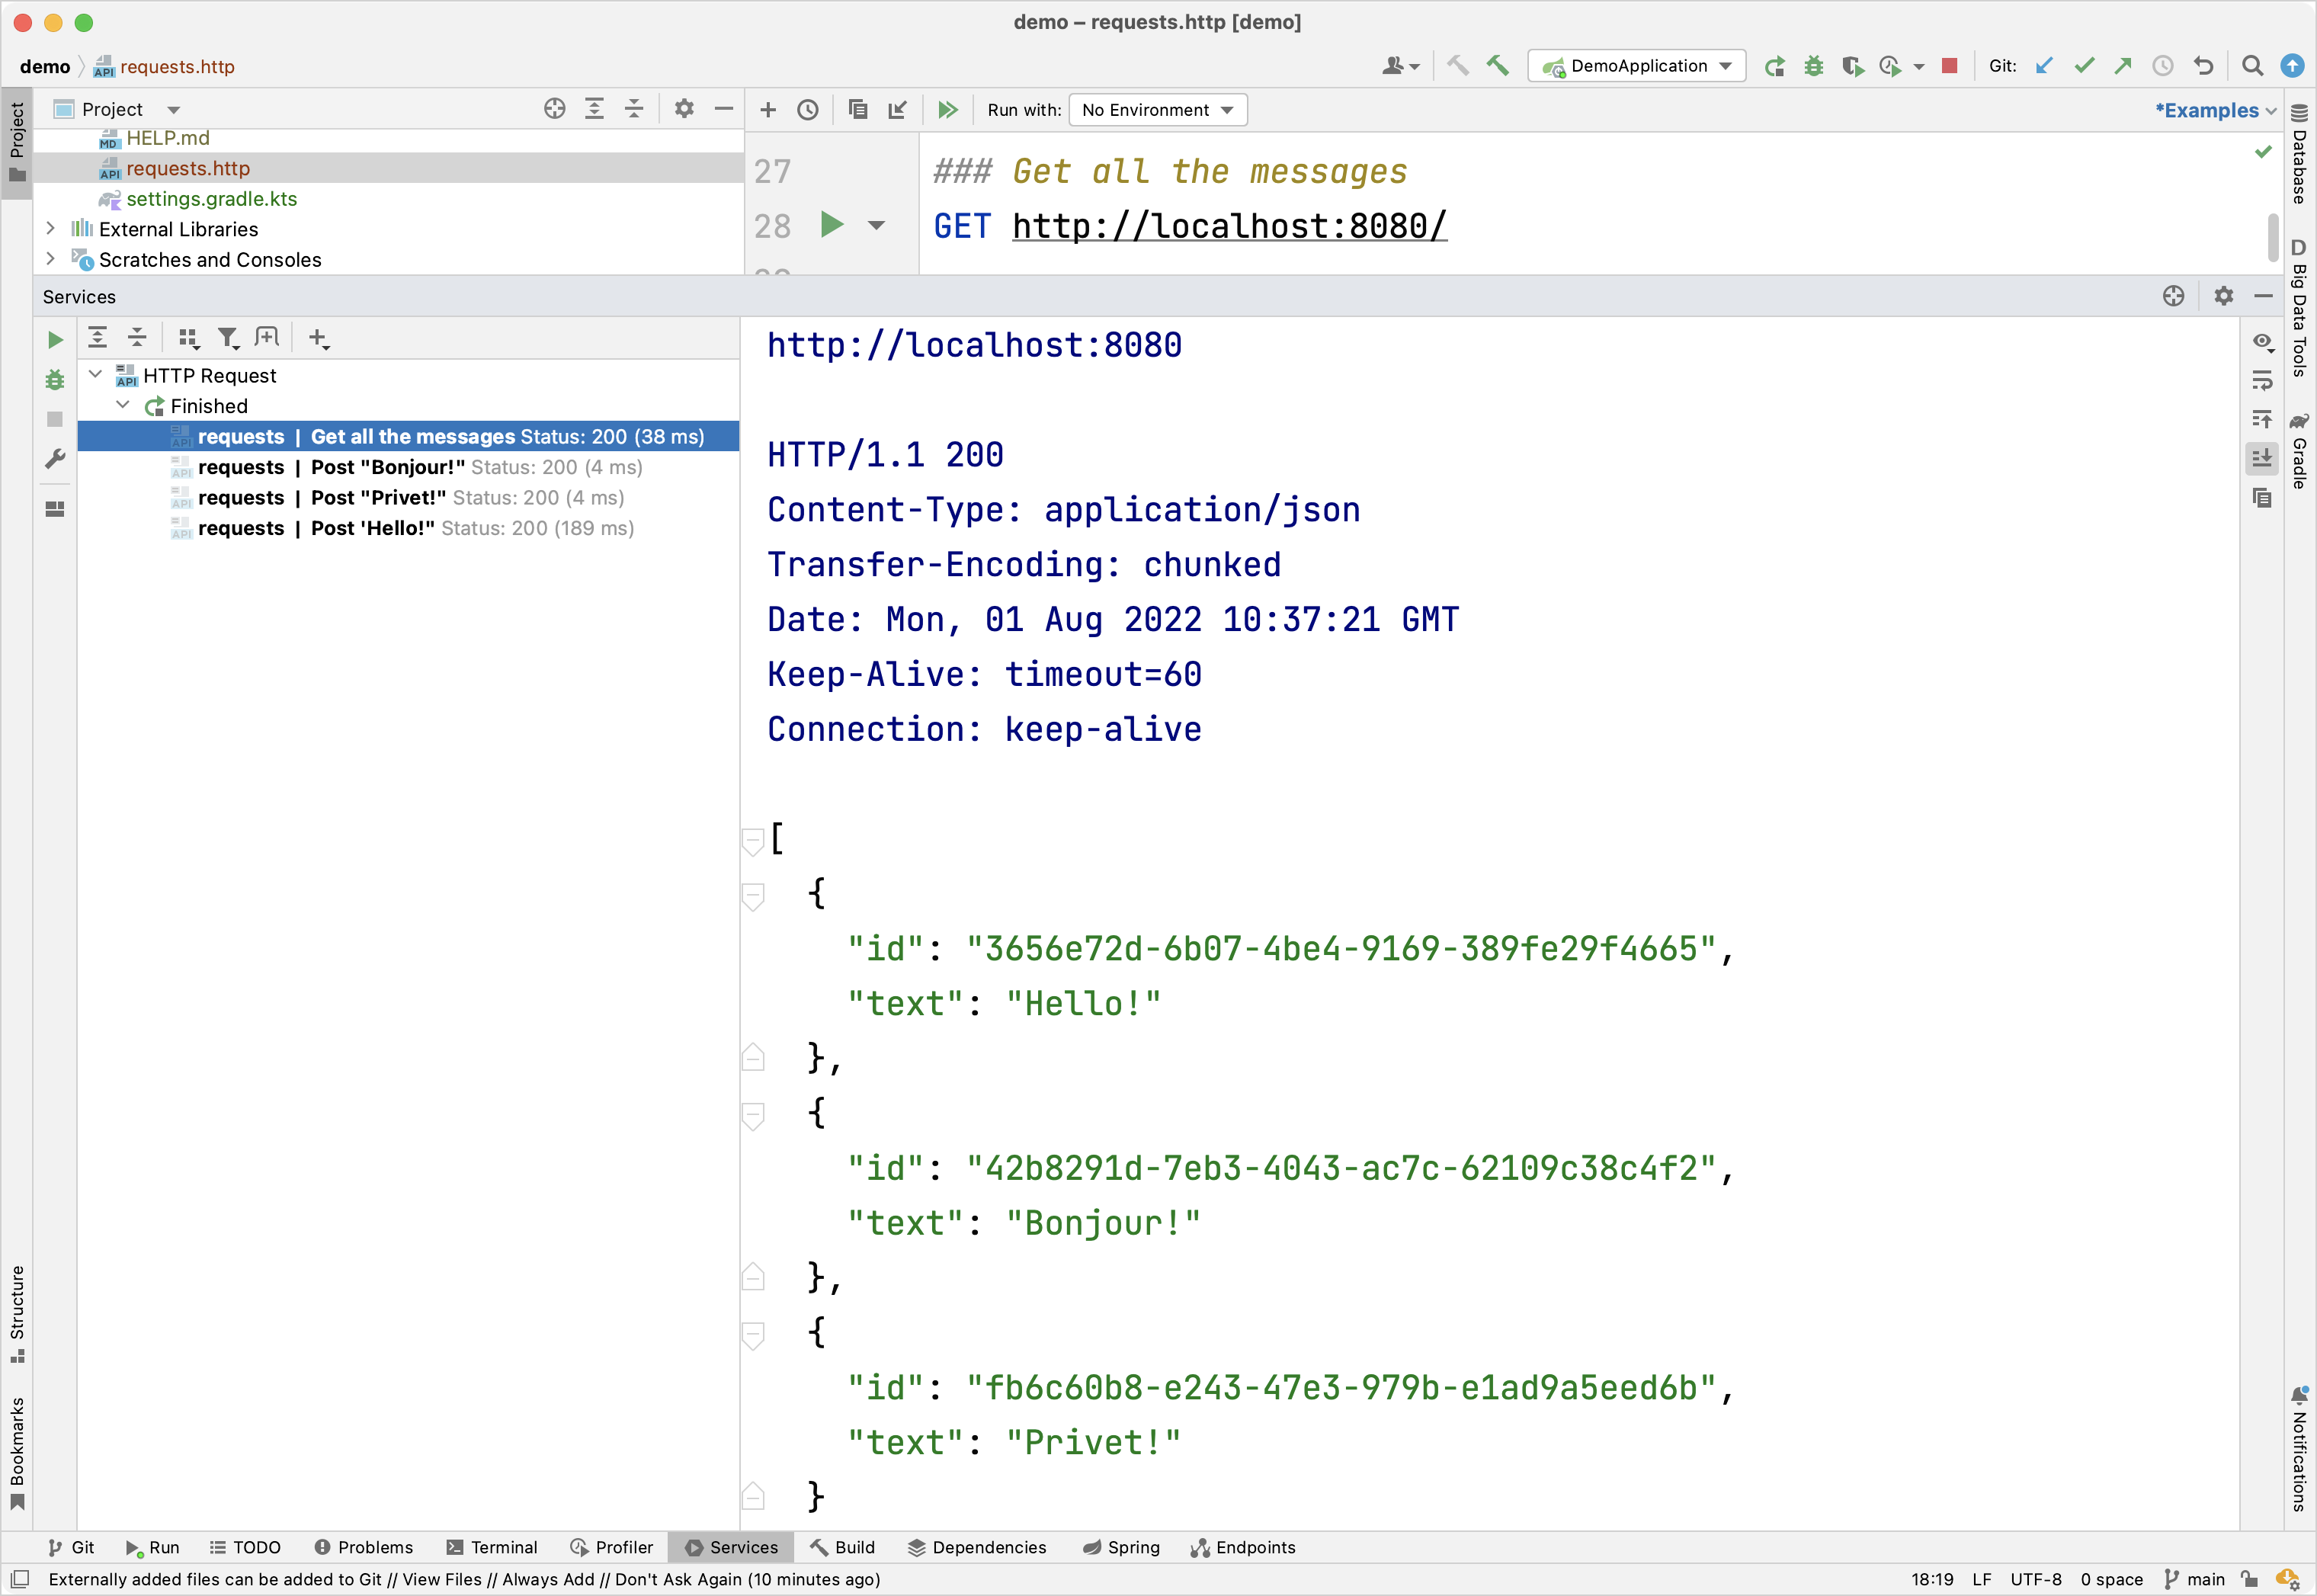 demo – requests.http [demo]
demo
requests.http
DemoApplication
Git:
Project
Project
Run with:
No Environment
*Examples
HELP.md
requests.http
settings.gradle.kts
External Libraries
Scratches and Consoles
27
### Get all the messages
28
GET http://localhost:8080/
Services
HTTP Request
Finished
requests | Get all the messages Status: 200 (38 ms)
requests | Post "Bonjour!" Status: 200 (4 ms)
requests | Post "Privet!" Status: 200 (4 ms)
requests | Post 'Hello!" Status: 200 (189 ms)
http://localhost:8080
HTTP/1.1 200
Content-Type: application/json
Transfer-Encoding: chunked
Date: Mon, 01 Aug 2022 10:37:21 GMT
Keep-Alive: timeout=60
Connection: keep-alive
[
{
"id": "3656e72d-6b07-4be4-9169-389fe29f4665",
"text": "Hello!"
},
{
"id": "42b8291d-7eb3-4043-ac7c-62109c38c4f2",
"text": "Bonjour!"
},
{
"id": "fb6c60b8-e243-47e3-979b-e1ad9a5eed6b",
"text": "Privet!"
}
Database
Big Data Tools
Gradle
Notifications
Structure
Bookmarks
Git
Run
TODO
Problems
Terminal
Profiler
Services
Build
Dependencies
Spring
Endpoints
Externally added files can be added to Git // View Files // Always Add // Don't Ask Again (10 minutes ago)
18:19
LF
UTF-8
0 space
main